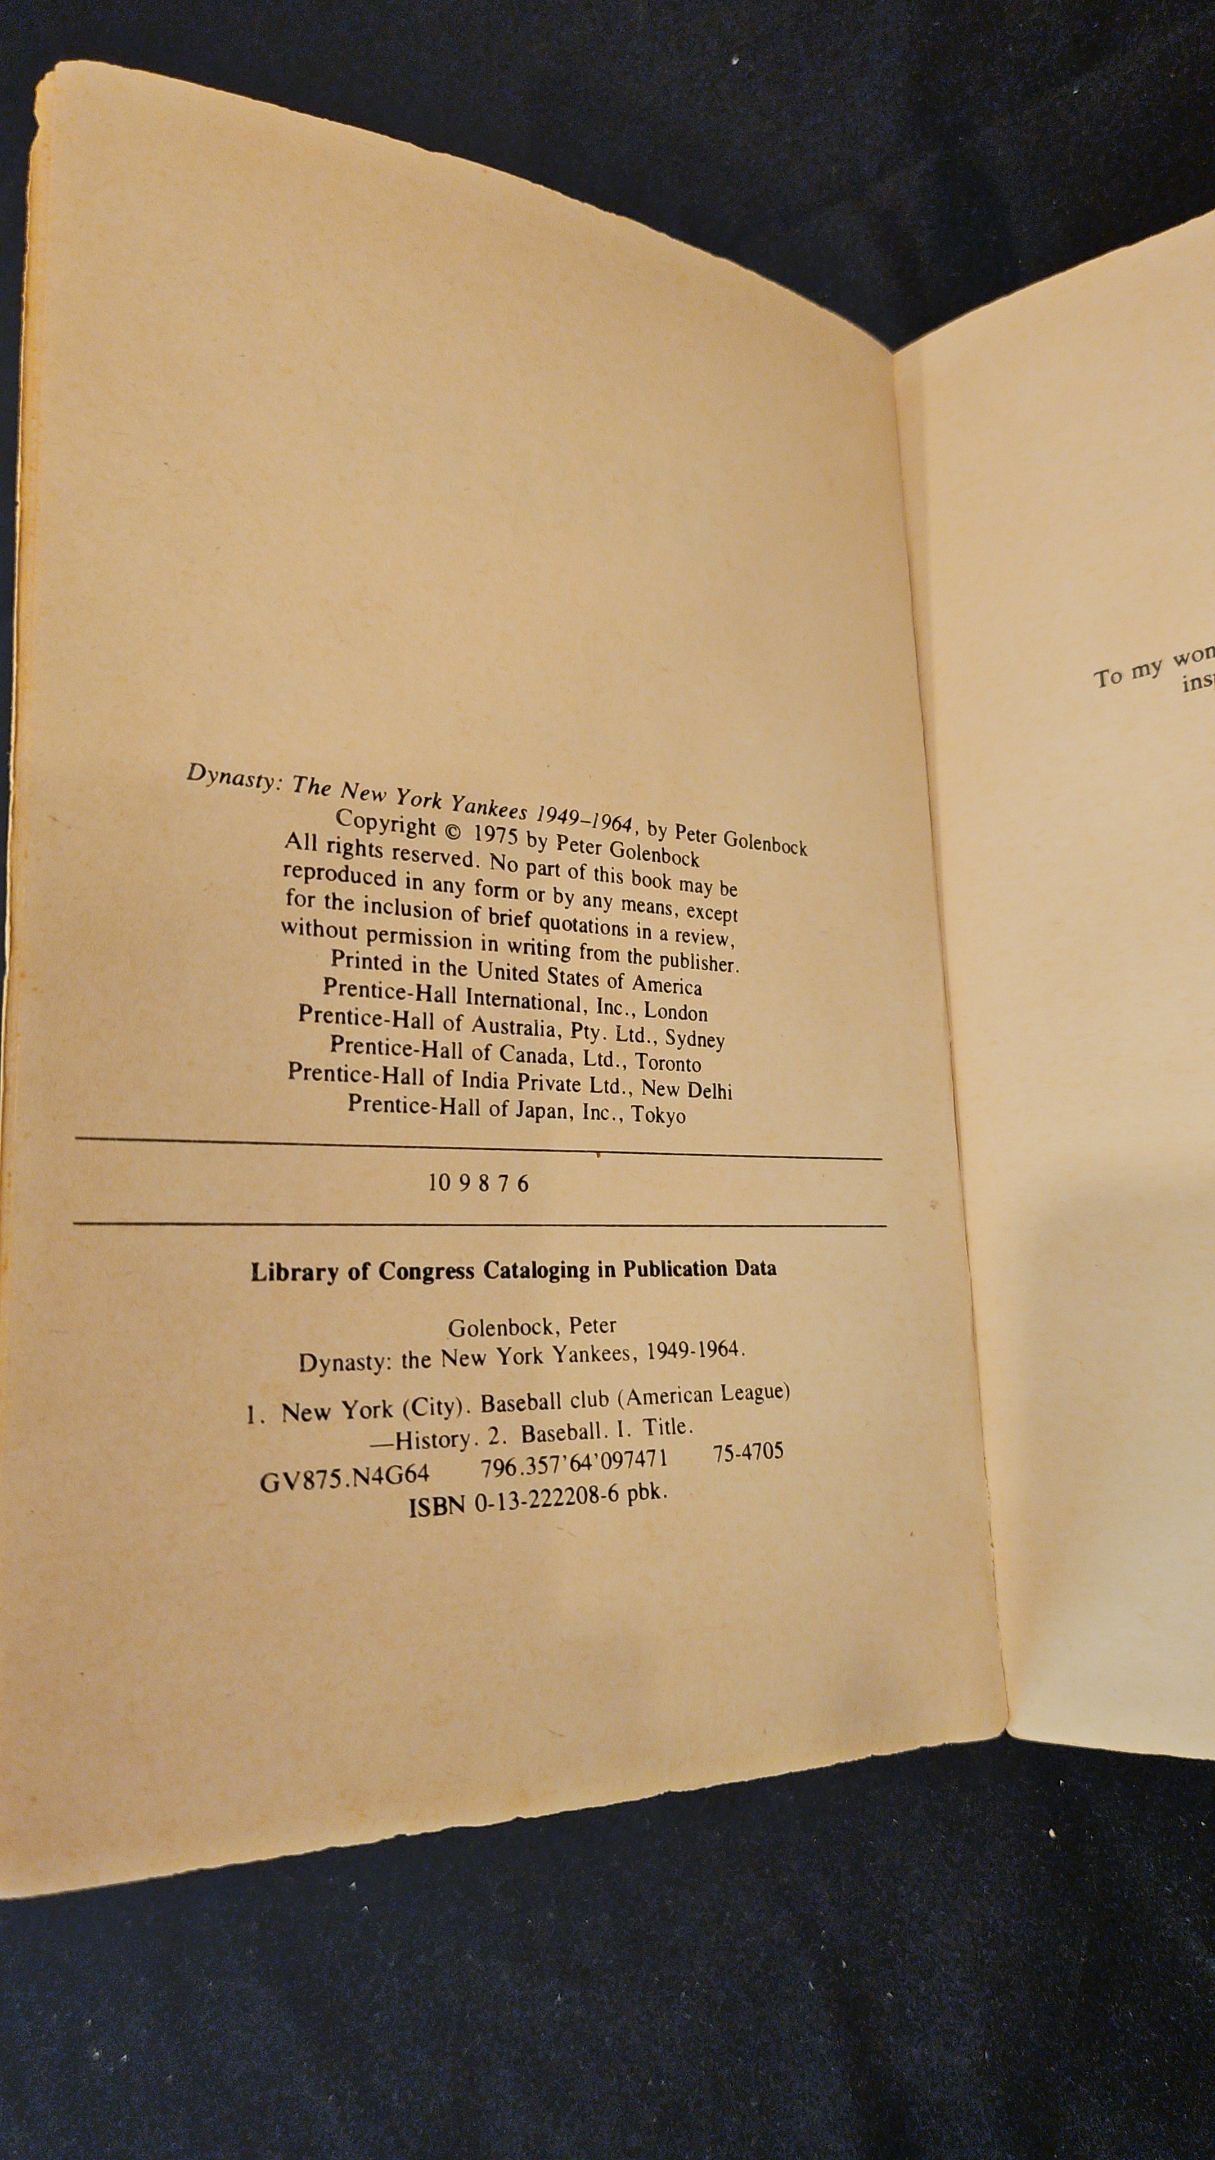 Dynasty: The New York Yankees 1949–1964, by Peter Golenbock
Copyright © 1975 by Peter Golenbock
All rights reserved. No part of this book may be
reproduced in any form or by any means, except
for the inclusion of brief quotations in a review,
without permission in writing from the publisher.
Printed in the United States of America
Prentice-Hall International, Inc., London
Prentice-Hall of Australia, Pty. Ltd., Sydney
Prentice-Hall of Canada, Ltd., Toronto
Prentice-Hall of India Private Ltd., New Delhi
Prentice-Hall of Japan, Inc., Tokyo
10 9 8 7 6
Library of Congress Cataloging in Publication Data
Golenbock, Peter
Dynasty: the New York Yankees, 1949-1964.
1. New York (City). Baseball club (American League)
—History. 2. Baseball. I. Title.
GV875.N4G64 796.357'64'097471 75-4705
ISBN 0-13-222208-6 pbk.
To my